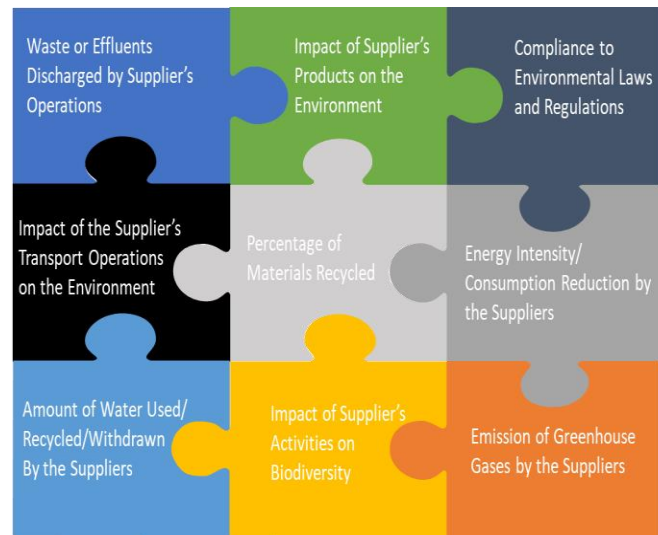 Waste or Effluents
Discharged by Supplier's
Operations
Impact of Supplier's
Products on the
Environment
Compliance to
Environmental Laws
and Regulations
Impact of the Supplier's
Transport Operations
on the Environment
Percentage of
Materials Recycled
Energy Intensity/
Consumption Reduction by
the Suppliers
Amount of Water Used/
Recycled/Withdrawn
By the Suppliers
Impact of Supplier's
Activities on
Biodiversity
Emission of Greenhouse
Gases by the Suppliers